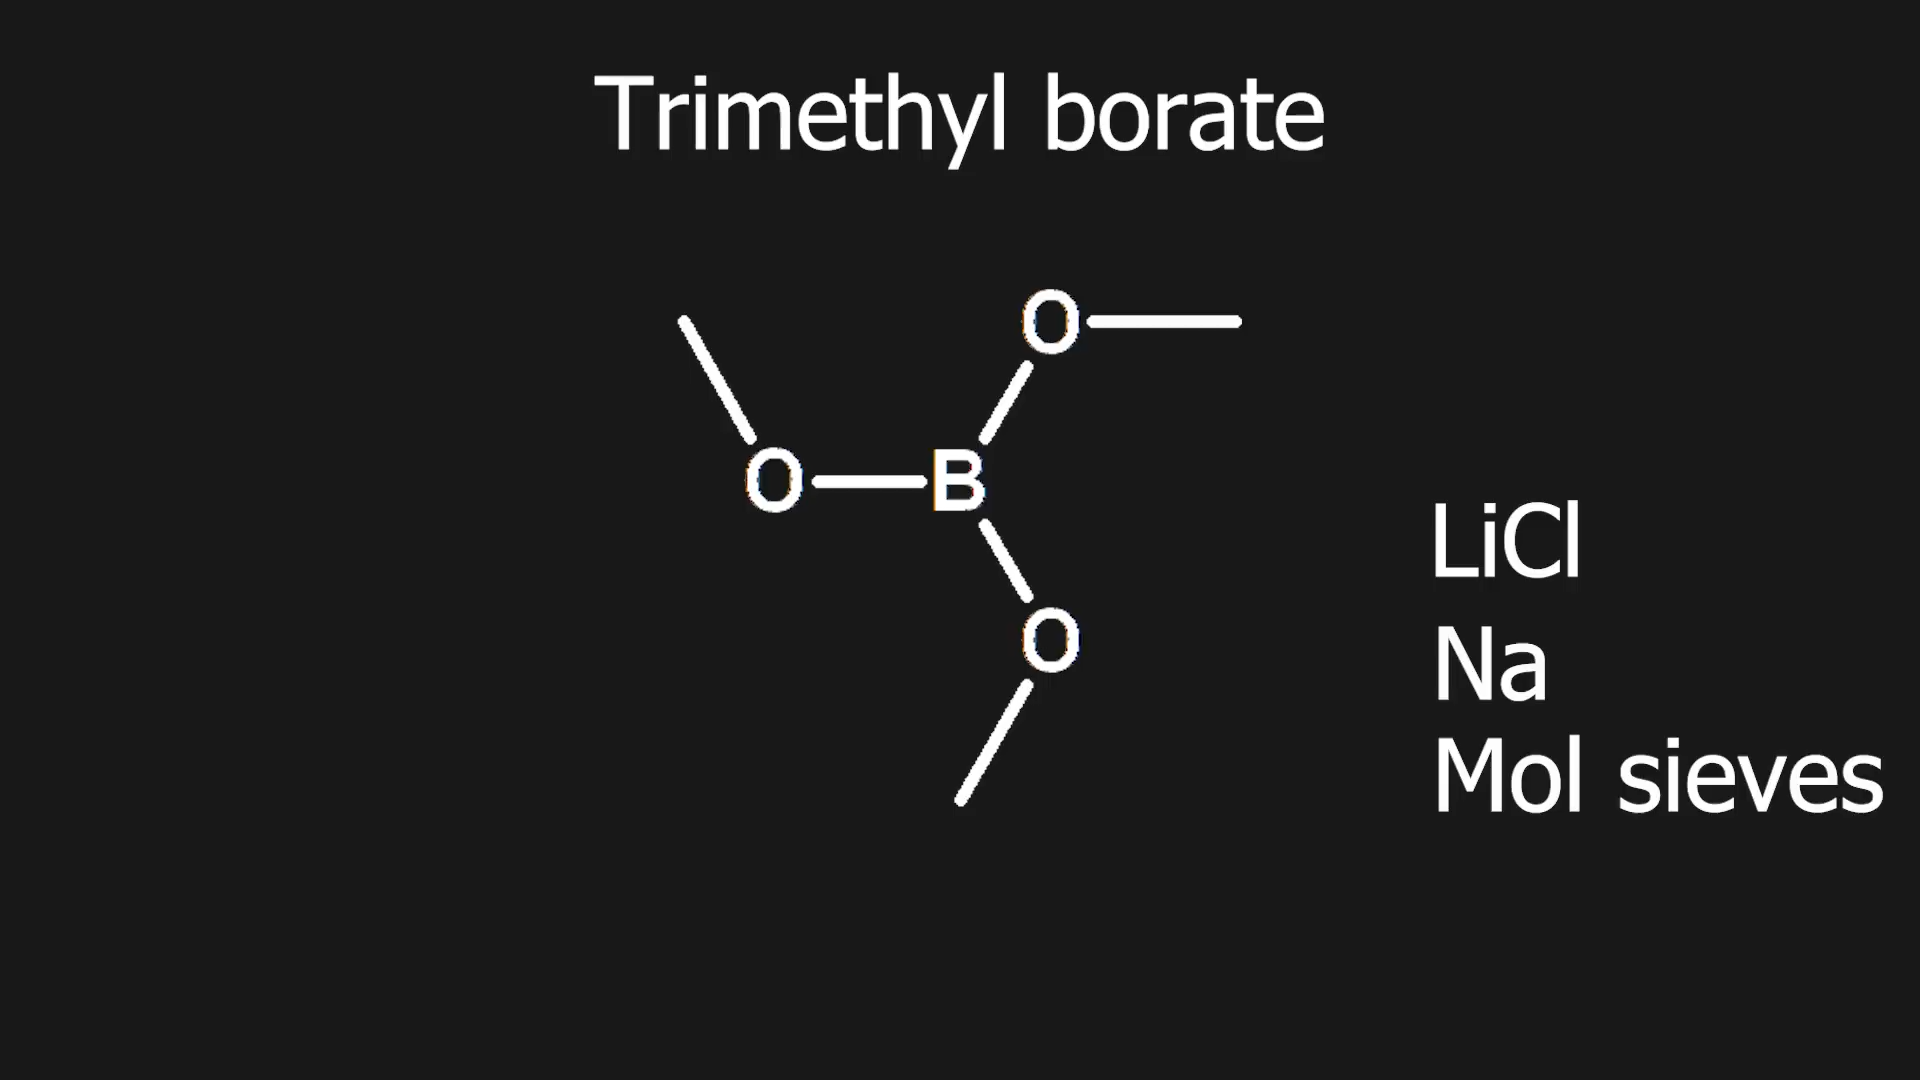 Trimethyl borate
O
O B
O
LiCl
Na
Mol sieves